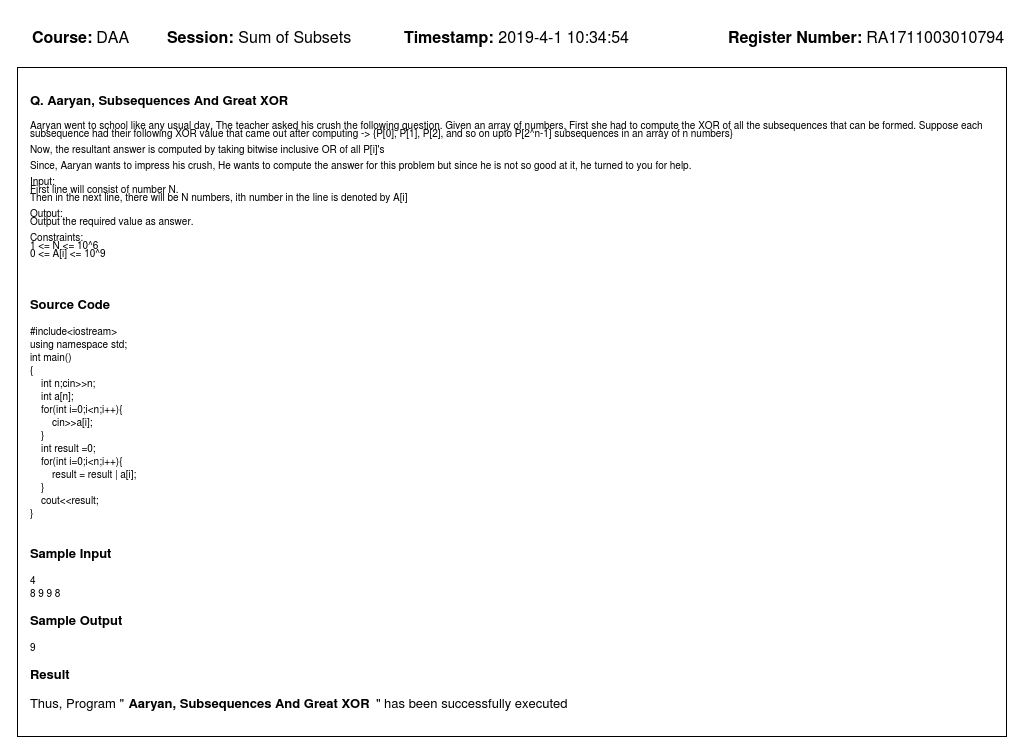 Course: DAA Session: Sum of Subsets Timestamp: 2019-4-1 10:34:54 Register Number: RA1711003010794
Q. Aaryan, Subsequences And Great XOR
Aaryan went to school like any usual day, The teacher asked his crush the following question. Given an array of numbers, First she had to compute the XOR of all the subsequences that can be formed. Suppose each
subsequence had their following XOR value that came out after computing -> {P[0], P[1], P[2], and so on upto P[2^n-1] subsequences in an array of n numbers}
Now, the resultant answer is computed by taking bitwise inclusive OR of all P[i]'s
Since, Aaryan wants to impress his crush, He wants to compute the answer for this problem but since he is not so good at it, he turned to you for help.
Input:
First line will consist of number N.
Then in the next line, there will be N numbers, ith number in the line is denoted by A[i]
Output:
Output the required value as answer.
Constraints:
1 <= N <= 10^6
0 <= A[i] <= 10^9
Source Code
#include<iostream>
using namespace std;
int main()
{
    int n;cin>>n;
    int a[n];
    for(int i=0;i<n;i++){
        cin>>a[i];
    }
    int result =0;
    for(int i=0;i<n;i++){
        result = result | a[i];
    }
    cout<<result;
}
Sample Input
4
8 9 9 8
Sample Output
9
Result
Thus, Program " Aaryan, Subsequences And Great XOR " has been successfully executed